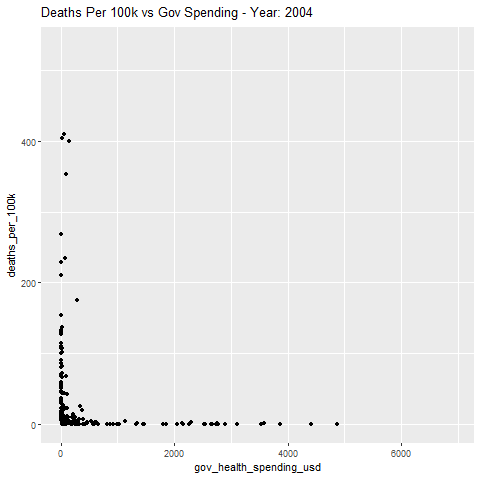 Deaths Per 100k vs Gov Spending - Year: 2004
deaths_per_100k
400
200
0
0 2000 4000 6000
gov_health_spending_usd